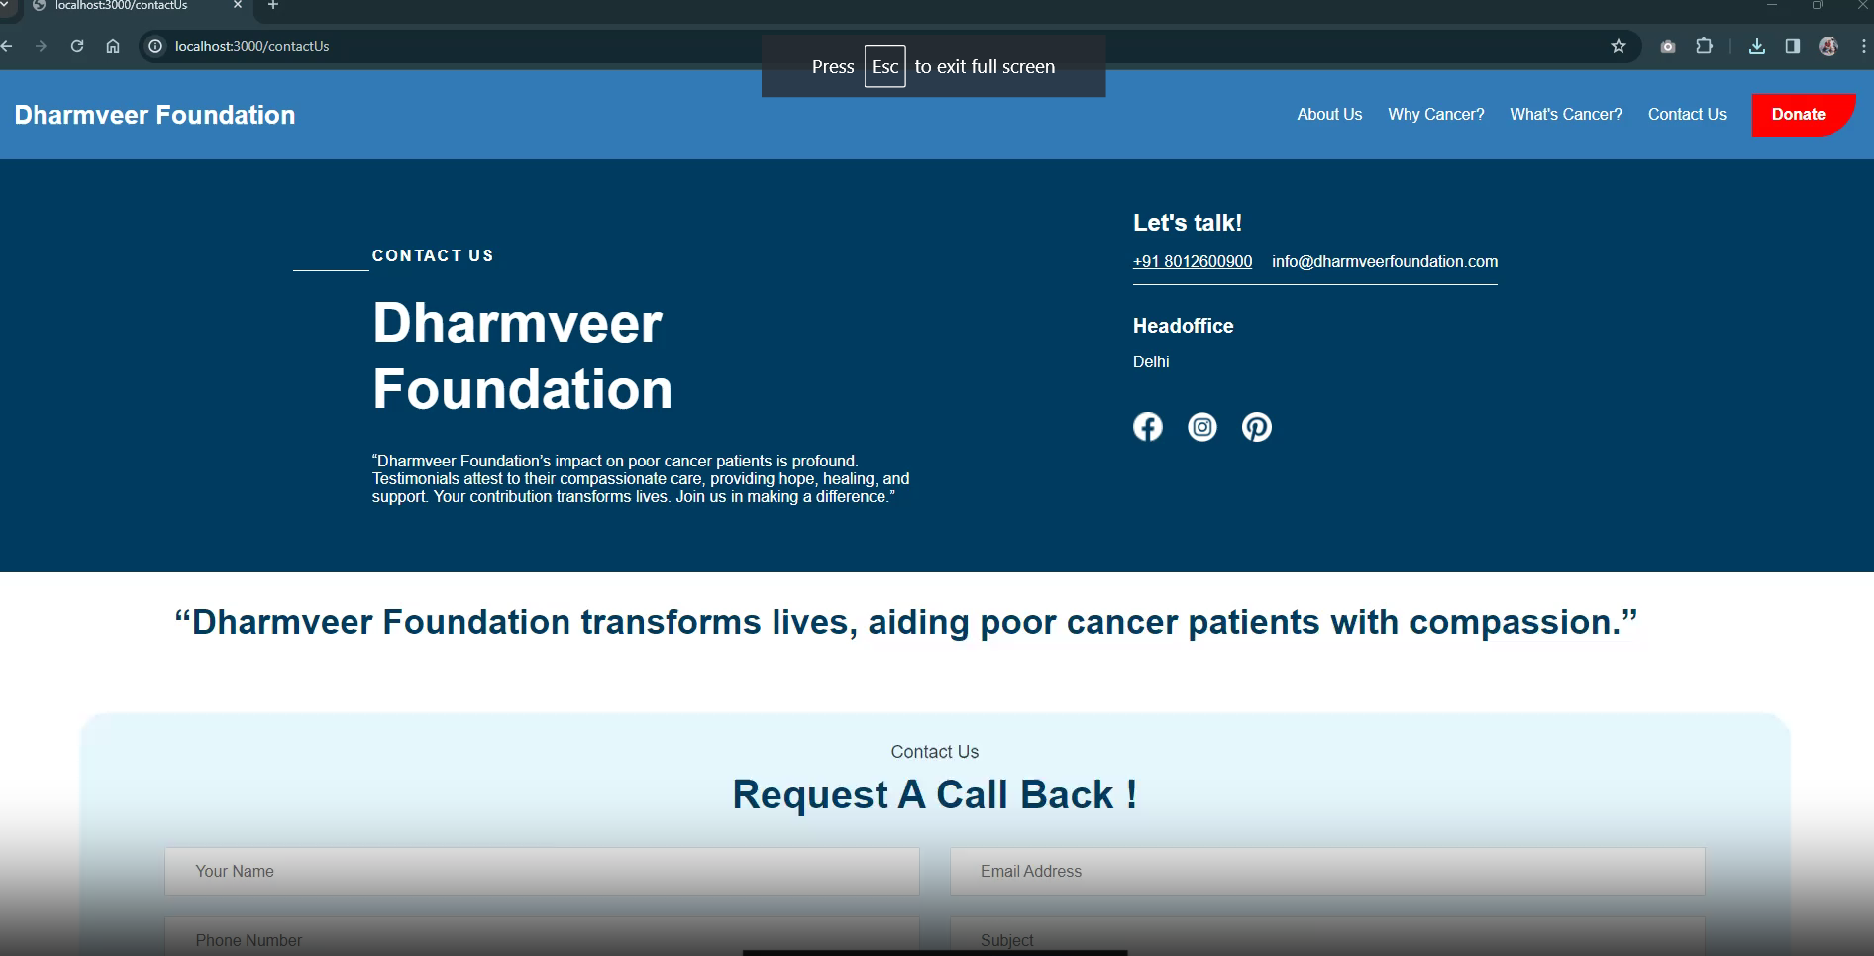 localhost:3000/contactUs
localhost:3000/contactUs
Press Esc to exit full screen
Dharmveer Foundation
About Us Why Cancer? What's Cancer? Contact Us Donate
CONTACT US
Dharmveer
Foundation
“Dharmveer Foundation’s impact on poor cancer patients is profound.
Testimonials attest to their compassionate care, providing hope, healing, and
support. Your contribution transforms lives. Join us in making a difference.”
Let's talk!
+91 8012600900 info@dharmveerfoundation.com
Headoffice
Delhi
“Dharmveer Foundation transforms lives, aiding poor cancer patients with compassion.”
Contact Us
Request A Call Back !
Your Name Email Address
Phone Number Subject